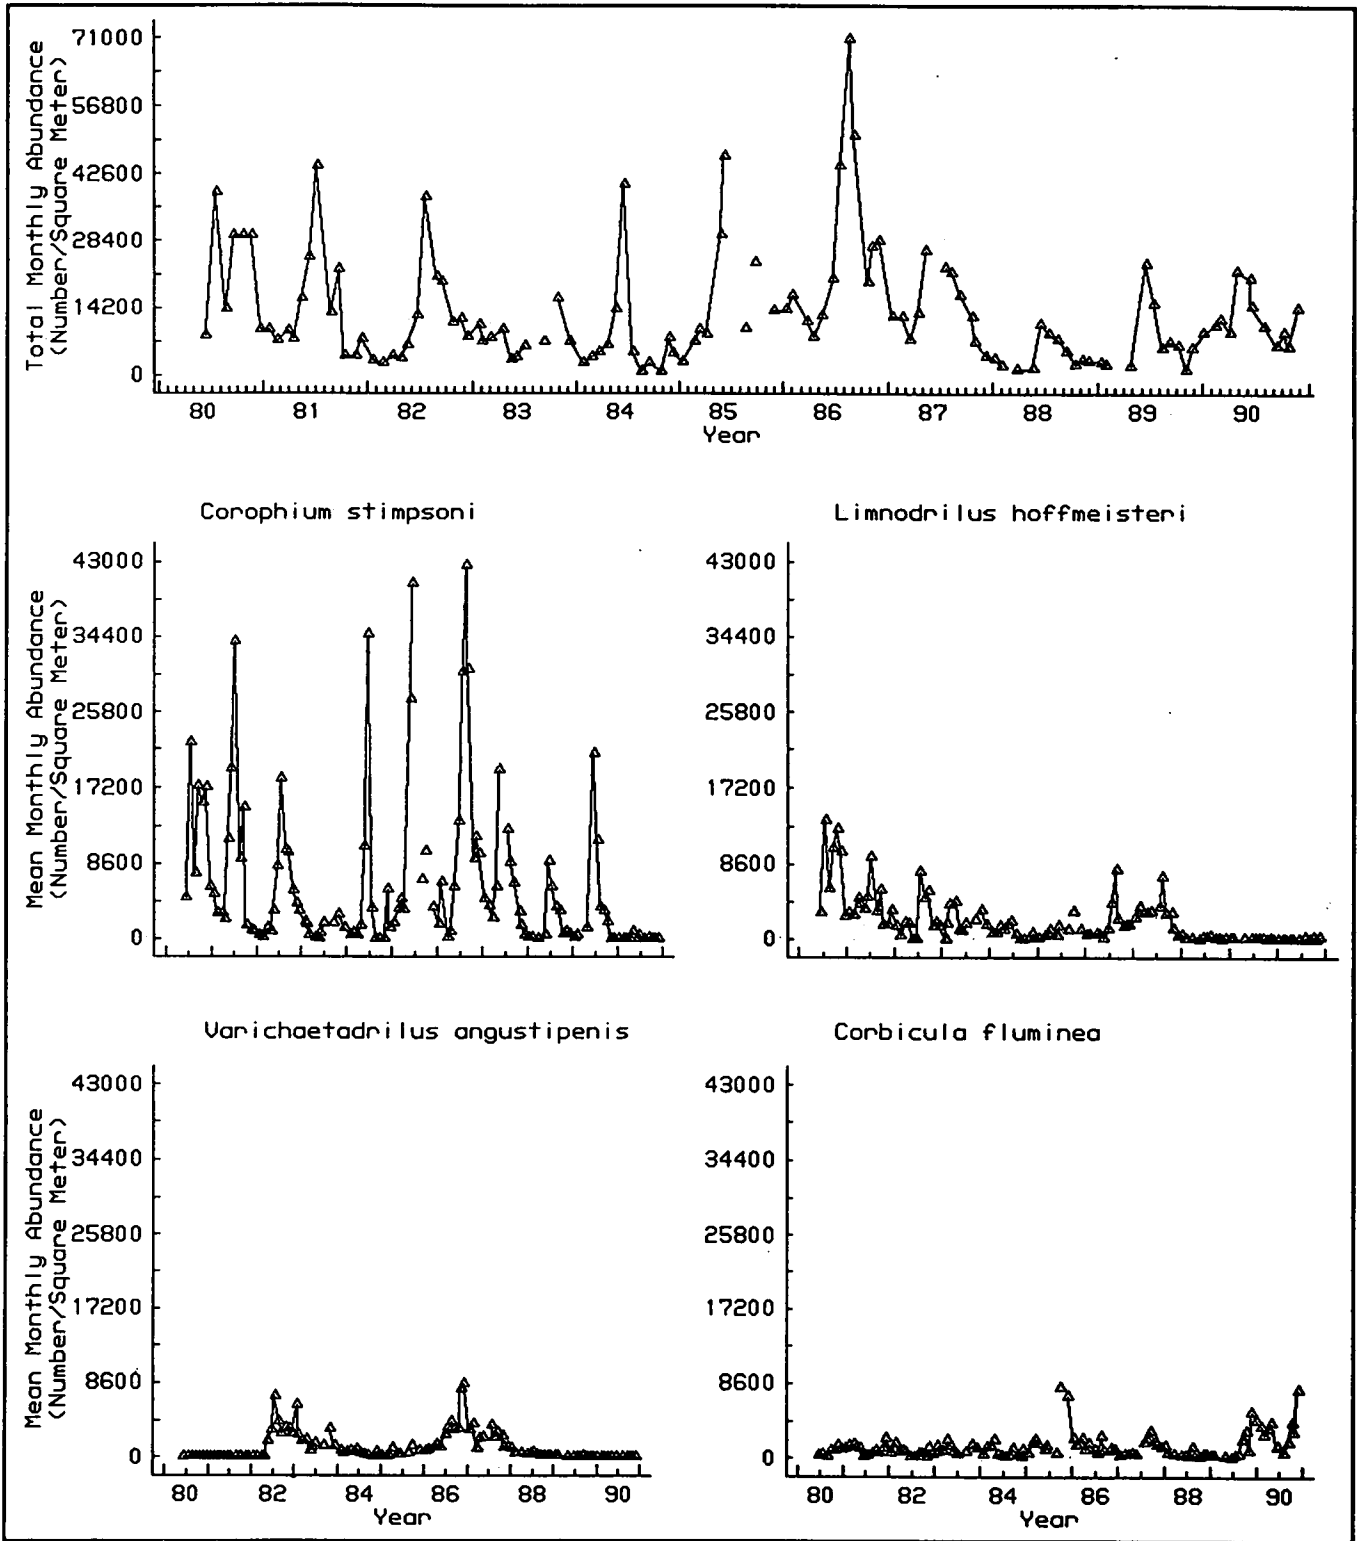 Total Monthly Abundance
(Number/Square Meter)
71000
56800
42600
28400
14200
0
80 81 82 83 84 85 86 87 88 89 90
Year
Corophium stimpsoni
Mean Monthly Abundance
(Number/Square Meter)
43000
34400
25800
17200
8600
0
Limnodrilus hoffmeisteri
43000
34400
25800
17200
8600
0
Varichaetadrilus angustipenis
Mean Monthly Abundance
(Number/Square Meter)
43000
34400
25800
17200
8600
0
80 82 84 86 88 90
Year
Corbicula fluminea
43000
34400
25800
17200
8600
0
80 82 84 86 88 90
Year